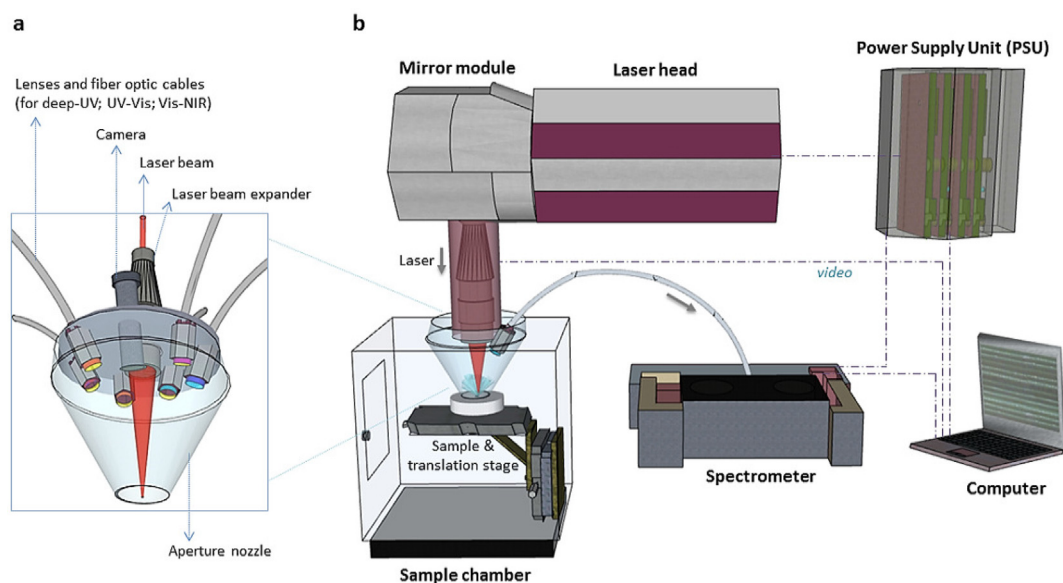 a
Lenses and fiber optic cables
(for deep-UV; UV-Vis; Vis-NIR)
Camera
Laser beam
Laser beam expander
Aperture nozzle
b
Mirror module
Laser head
Power Supply Unit (PSU)
Laser
video
Sample &
translation stage
Spectrometer
Computer
Sample chamber